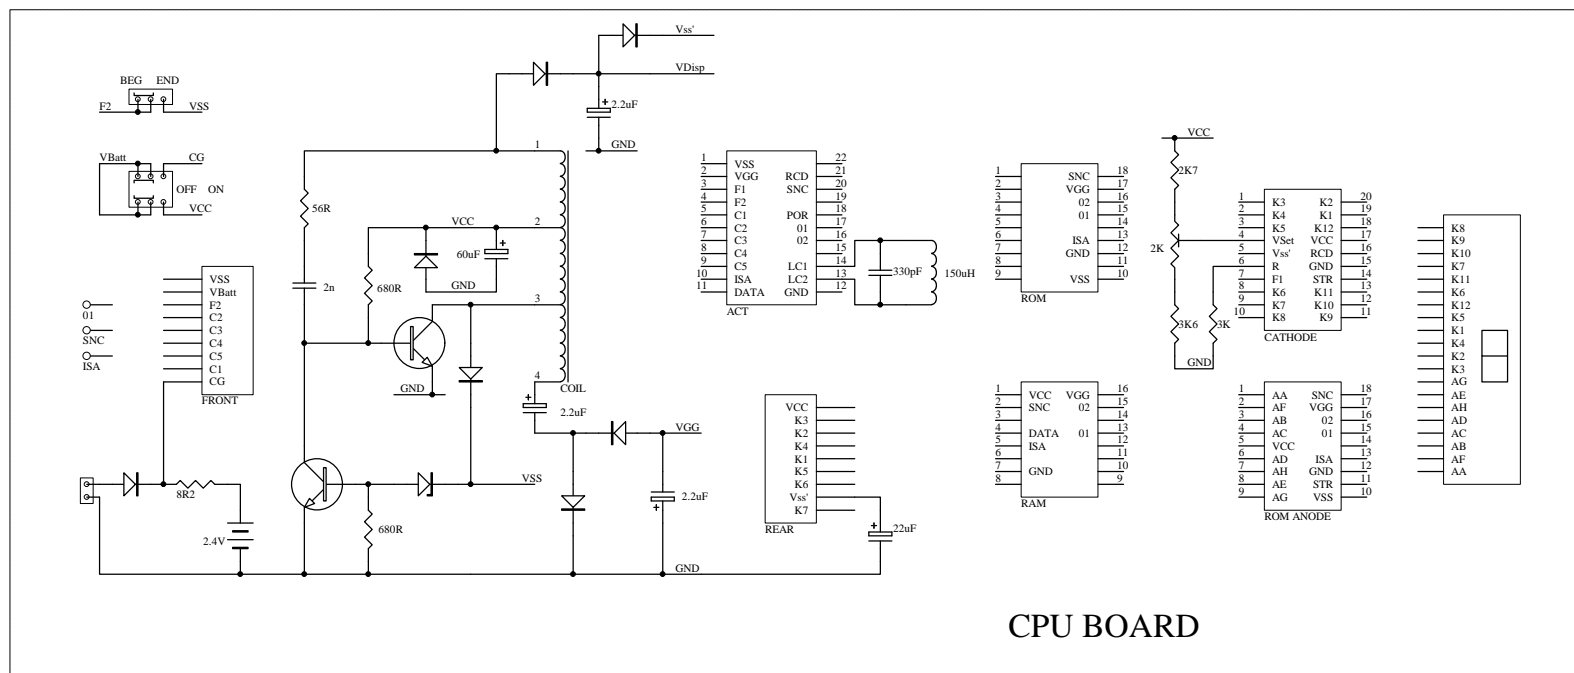 Vss'
VDisp
2.2uF
GND
BEG END
F2 VSS
VBatt CG
OFF ON
VCC
1
56R
2n
680R
VCC
2
60uF
GND
3
GND
4
COIL
2.2uF
VGG
VSS
2.2uF
680R
GND
VSS
VBatt
F2
C2
C3
C4
C5
C1
CG
FRONT
01
SNC
ISA
8R2
2.4V
1 VSS 22
2 VGG RCD 21
3 F1 SNC 20
4 F2 19
5 C1 POR 18
6 C2 01 17
7 C3 02 16
8 C4 15
9 C5 LC1 14
10 ISA LC2 13
11 DATA GND 12
ACT
330pF 150uH
VCC
K3
K2
K4
K1
K5
K6
Vss'
K7
REAR
22uF
1 SNC 18
2 VGG 17
3 02 16
4 01 15
5 14
6 ISA 13
7 GND 12
8 11
9 VSS 10
ROM
1 VCC VGG 16
2 SNC 02 15
3 14
4 DATA 01 13
5 ISA 12
6 11
7 GND 10
8 9
RAM
VCC
2K7
2K
3K6 3K
GND
1 K3 K2 20
2 K4 K1 19
3 K5 K12 18
4 VSet VCC 17
5 Vss' RCD 16
6 R GND 15
7 F1 STR 14
8 K6 K11 13
9 K7 K10 12
10 K8 K9 11
CATHODE
1 AA SNC 18
2 AF VGG 17
3 AB 02 16
4 AC 01 15
5 VCC 14
6 AD ISA 13
7 AH GND 12
8 AE STR 11
9 AG VSS 10
ROM ANODE
K8
K9
K10
K7
K11
K6
K12
K5
K1
K4
K2
K3
AG
AE
AH
AD
AC
AB
AF
AA
CPU BOARD